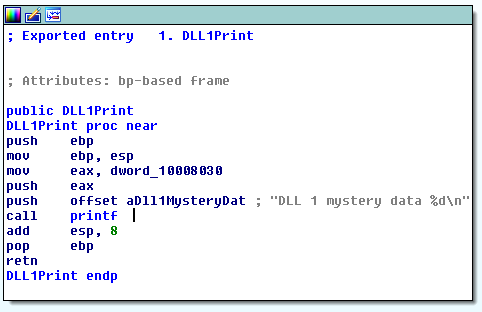 ; Exported entry   1. DLL1Print
; Attributes: bp-based frame
public DLL1Print
DLL1Print proc near
push    ebp
mov     ebp, esp
mov     eax, dword_10008030
push    eax
push    offset aDll1MysteryDat ; "DLL 1 mystery data %d\n"
call    printf
add     esp, 8
pop     ebp
retn
DLL1Print endp